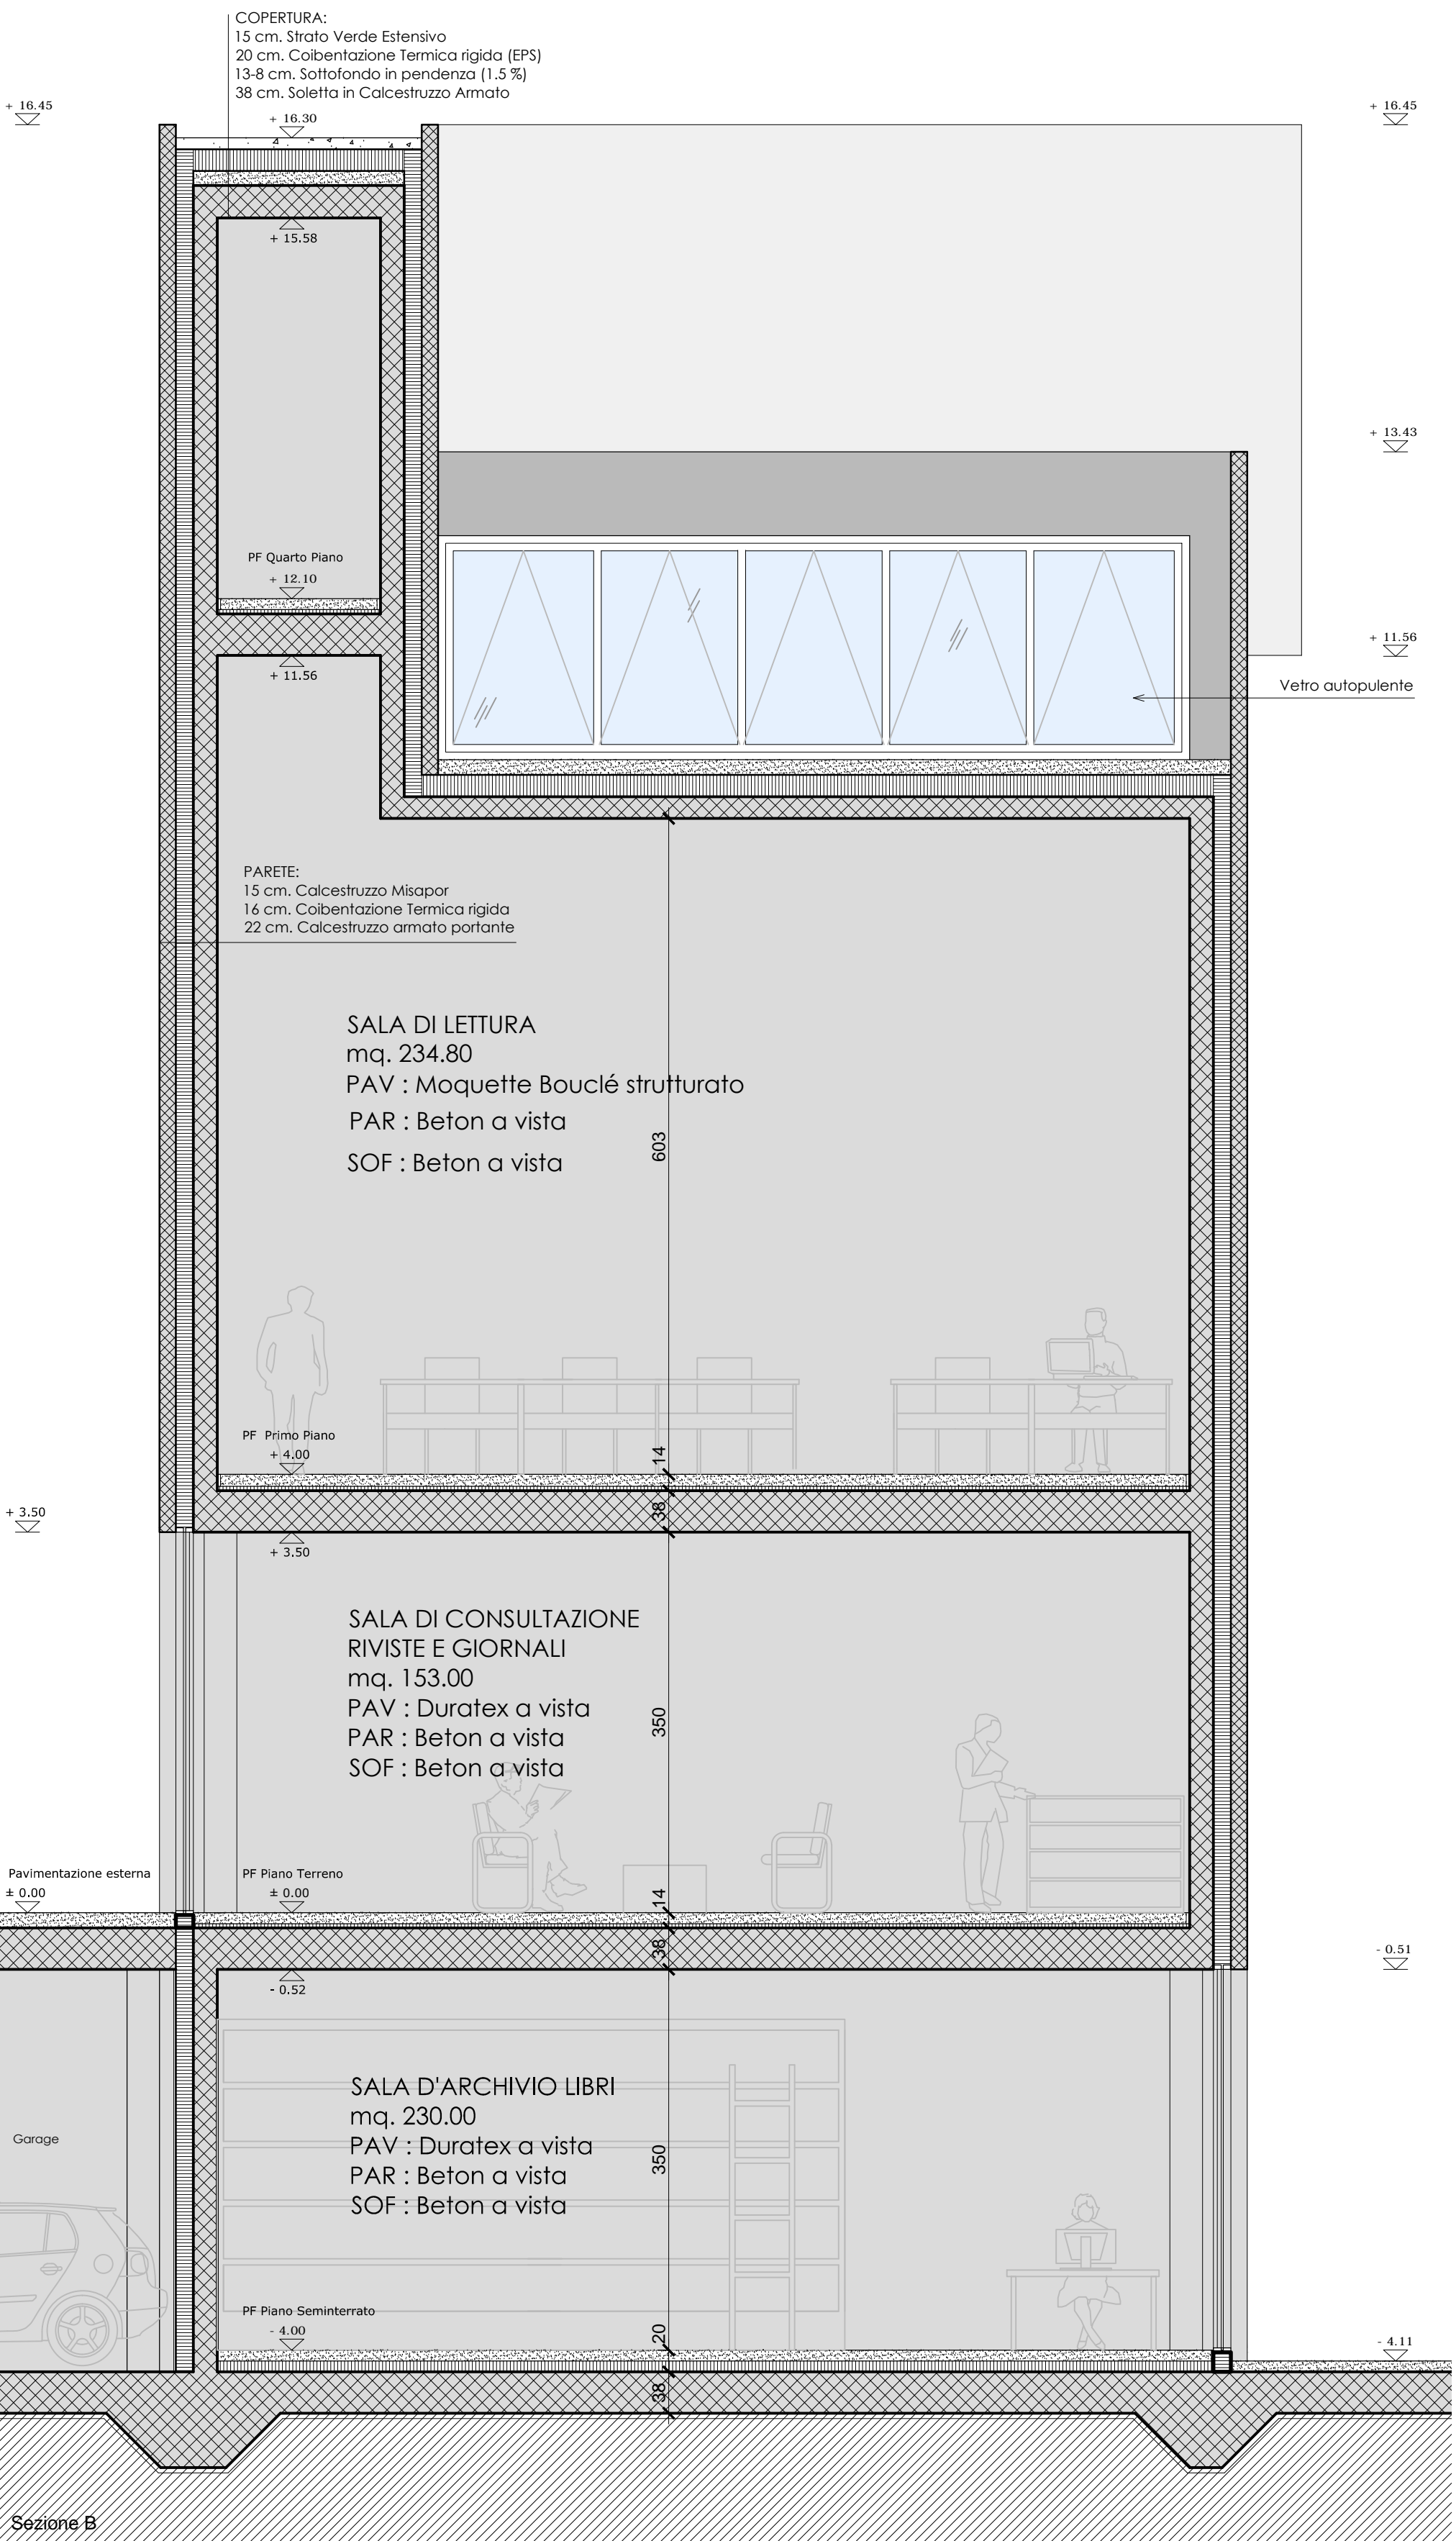 COPERTURA:
15 cm. Strato Verde Estensivo
20 cm. Coibentazione Termica rigida (EPS)
13-8 cm. Sottofondo in pendenza (1.5 %)
38 cm. Soletta in Calcestruzzo Armato
+ 16.45
+ 16.30
+ 16.45
+ 15.58
+ 13.43
PF Quarto Piano
+ 12.10
+ 11.56
+ 11.56
Vetro autopulente
PARETE:
15 cm. Calcestruzzo Misapor
16 cm. Coibentazione Termica rigida
22 cm. Calcestruzzo armato portante
SALA DI LETTURA
mq. 234.80
PAV : Moquette Bouclé strutturato
PAR : Beton a vista
SOF : Beton a vista
603
PF Primo Piano
+ 4.00
14
38
+ 3.50
+ 3.50
SALA DI CONSULTAZIONE
RIVISTE E GIORNALI
mq. 153.00
PAV : Duratex a vista
PAR : Beton a vista
SOF : Beton a vista
350
Pavimentazione esterna
± 0.00
PF Piano Terreno
± 0.00
14
38
- 0.51
- 0.52
SALA D'ARCHIVIO LIBRI
mq. 230.00
PAV : Duratex a vista
PAR : Beton a vista
SOF : Beton a vista
350
Garage
PF Piano Seminterrato
- 4.00
20
38
- 4.11
Sezione B